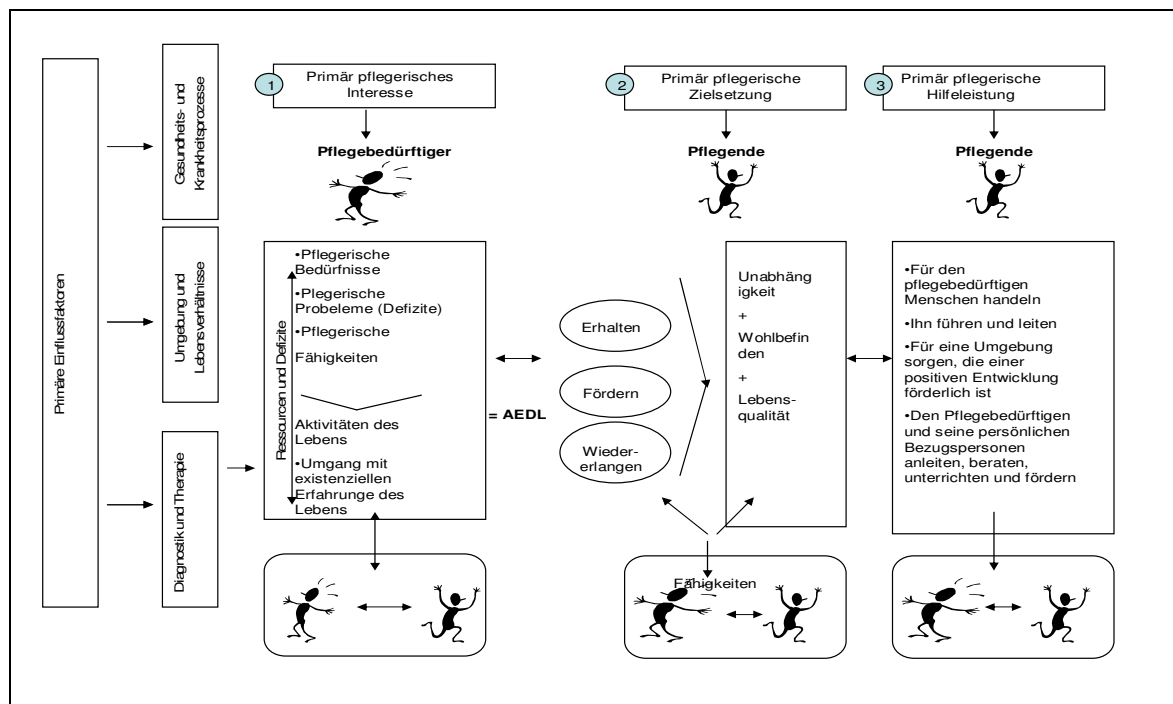 Primäre Einflussfaktoren
Gesundheits- und
Krankheitsprozesse
Umgebung und
Lebensverhältnisse
Diagnostik und Therapie
1
Primär pflegerisches
Interesse
Pflegebedürftiger
Ressourcen und Defizite
•Pflegerische
Bedürfnisse
•Plegerische
Probeleme (Defizite)
•Pflegerische
Fähigkeiten
Aktivitäten des
Lebens
•Umgang mit
existenziellen
Erfahrunge des
Lebens
= AEDL
2
Primär pflegerische
Zielsetzung
Pflegende
Erhalten
Fördern
Wieder-
erlangen
Unabhäng
igkeit
+
Wohlbefin
den
+
Lebens-
qualität
Fähigkeiten
3
Primär pflegerische
Hilfeleistung
Pflegende
•Für den
pflegebedürftigen
Menschen handeln
•Ihn führen und leiten
•Für eine Umgebung
sorgen, die einer
positiven Entwicklung
förderlich ist
•Den Pflegebedürftigen
und seine persönlichen
Bezugspersonen
anleiten, beraten,
unterrichten und fördern